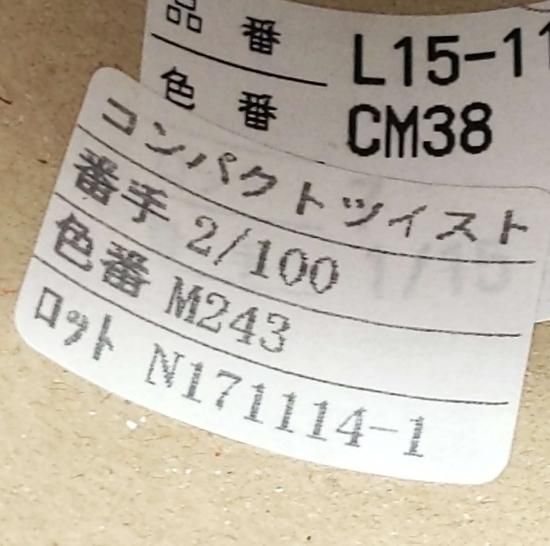 品番 L15-11
色番 CM38
コンパクトツイスト
番手 2/100
色番 M243
ロット N171114-1